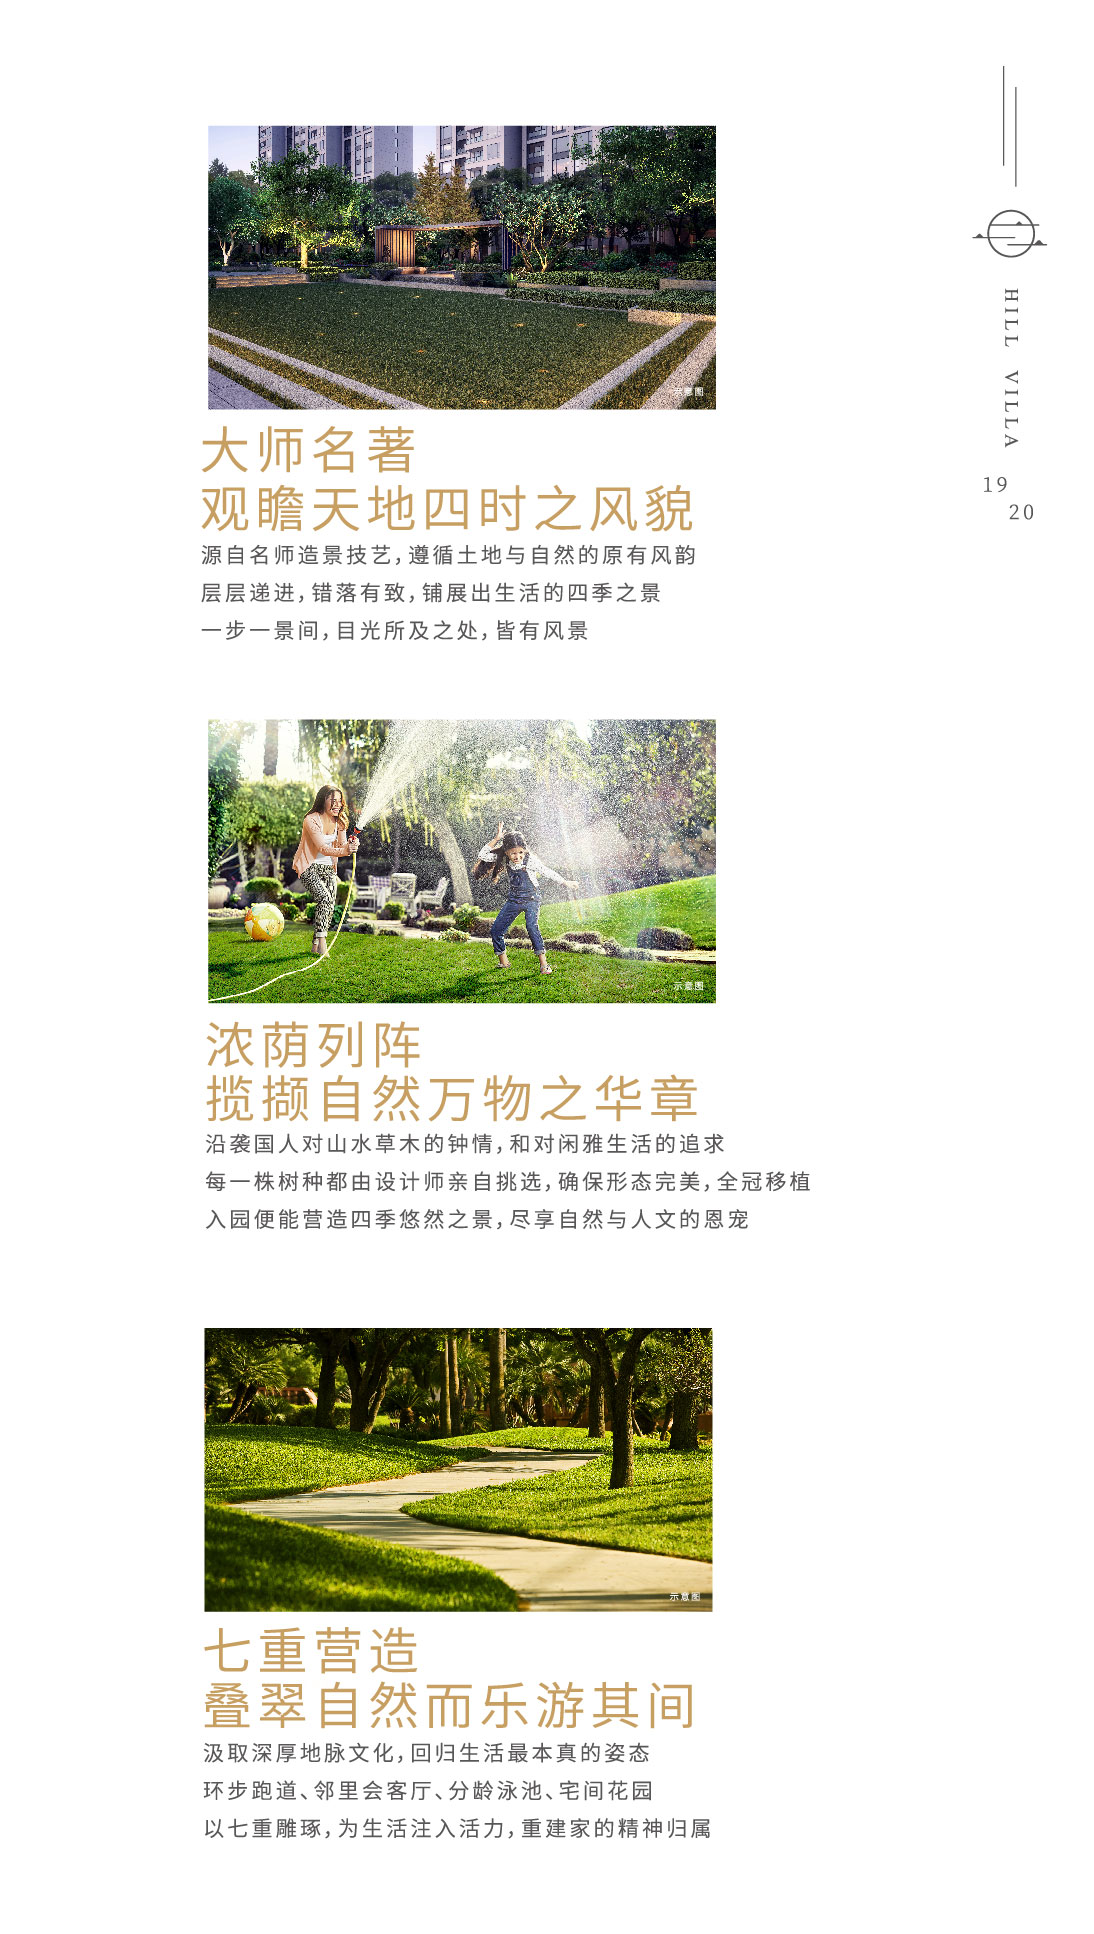 HILL VILLA
19
20
示意图
大师名著
观瞻天地四时之风貌
源自名师造景技艺,遵循土地与自然的原有风韵
层层递进,错落有致,铺展出生活的四季之景
一步一景间,目光所及之处,皆有风景
示意图
浓荫列阵
揽撷自然万物之华章
沿袭国人对山水草木的钟情,和对闲雅生活的追求
每一株树种都由设计师亲自挑选,确保形态完美,全冠移植
入园便能营造四季悠然之景,尽享自然与人文的恩宠
示意图
七重营造
叠翠自然而乐游其间
汲取深厚地脉文化,回归生活最本真的姿态
环步跑道、邻里会客厅、分龄泳池、宅间花园
以七重雕琢,为生活注入活力,重建家的精神归属